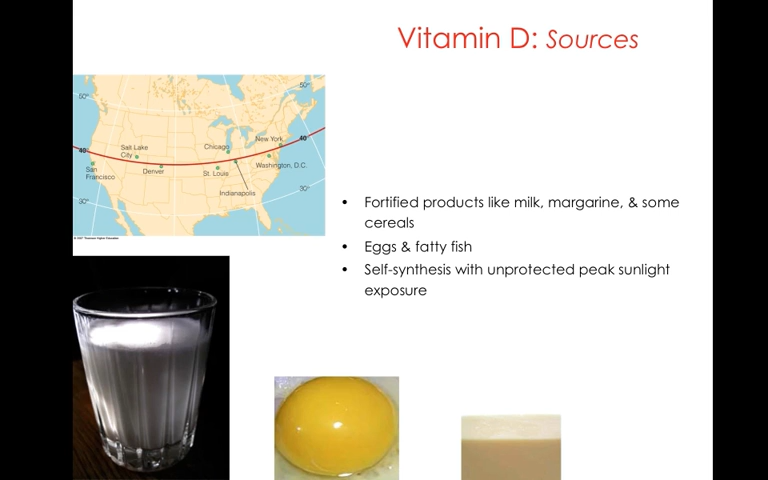 Vitamin D: Sources
50°
50°
40°
40
30°
30°
Salt Lake
City
Chicago
New York
San
Francisco
Denver
St. Louis
Washington, D.C.
Indianapolis
• Fortified products like milk, margarine, & some
cereals
• Eggs & fatty fish
• Self-synthesis with unprotected peak sunlight
exposure